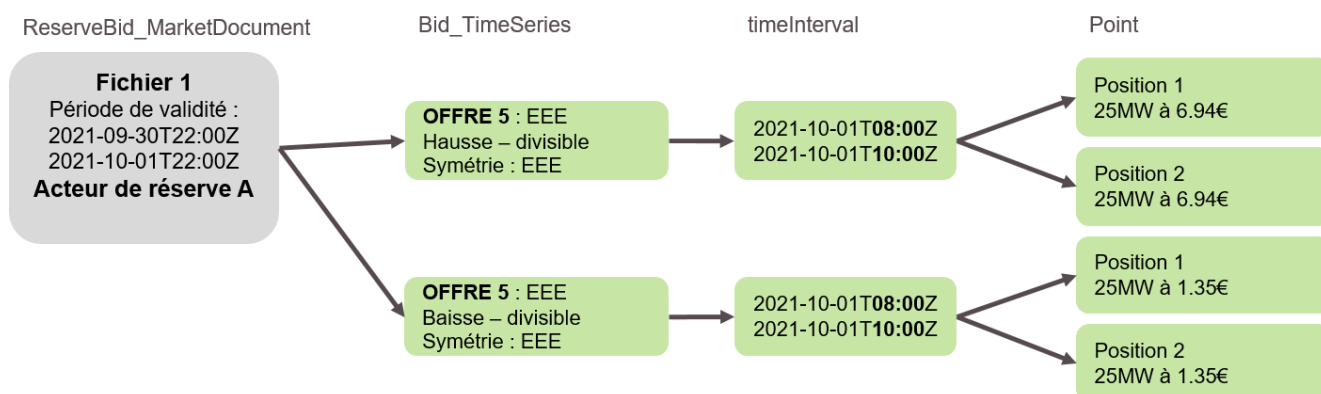 ReserveBid_MarketDocument
Bid_TimeSeries
timeInterval
Point
Fichier 1
Période de validité :
2021-09-30T22:00Z
2021-10-01T22:00Z
Acteur de réserve A
OFFRE 5 : EEE
Hausse – divisible
Symétrie : EEE
2021-10-01T08:00Z
2021-10-01T10:00Z
Position 1
25MW à 6.94€
Position 2
25MW à 6.94€
OFFRE 5 : EEE
Baisse – divisible
Symétrie : EEE
2021-10-01T08:00Z
2021-10-01T10:00Z
Position 1
25MW à 1.35€
Position 2
25MW à 1.35€